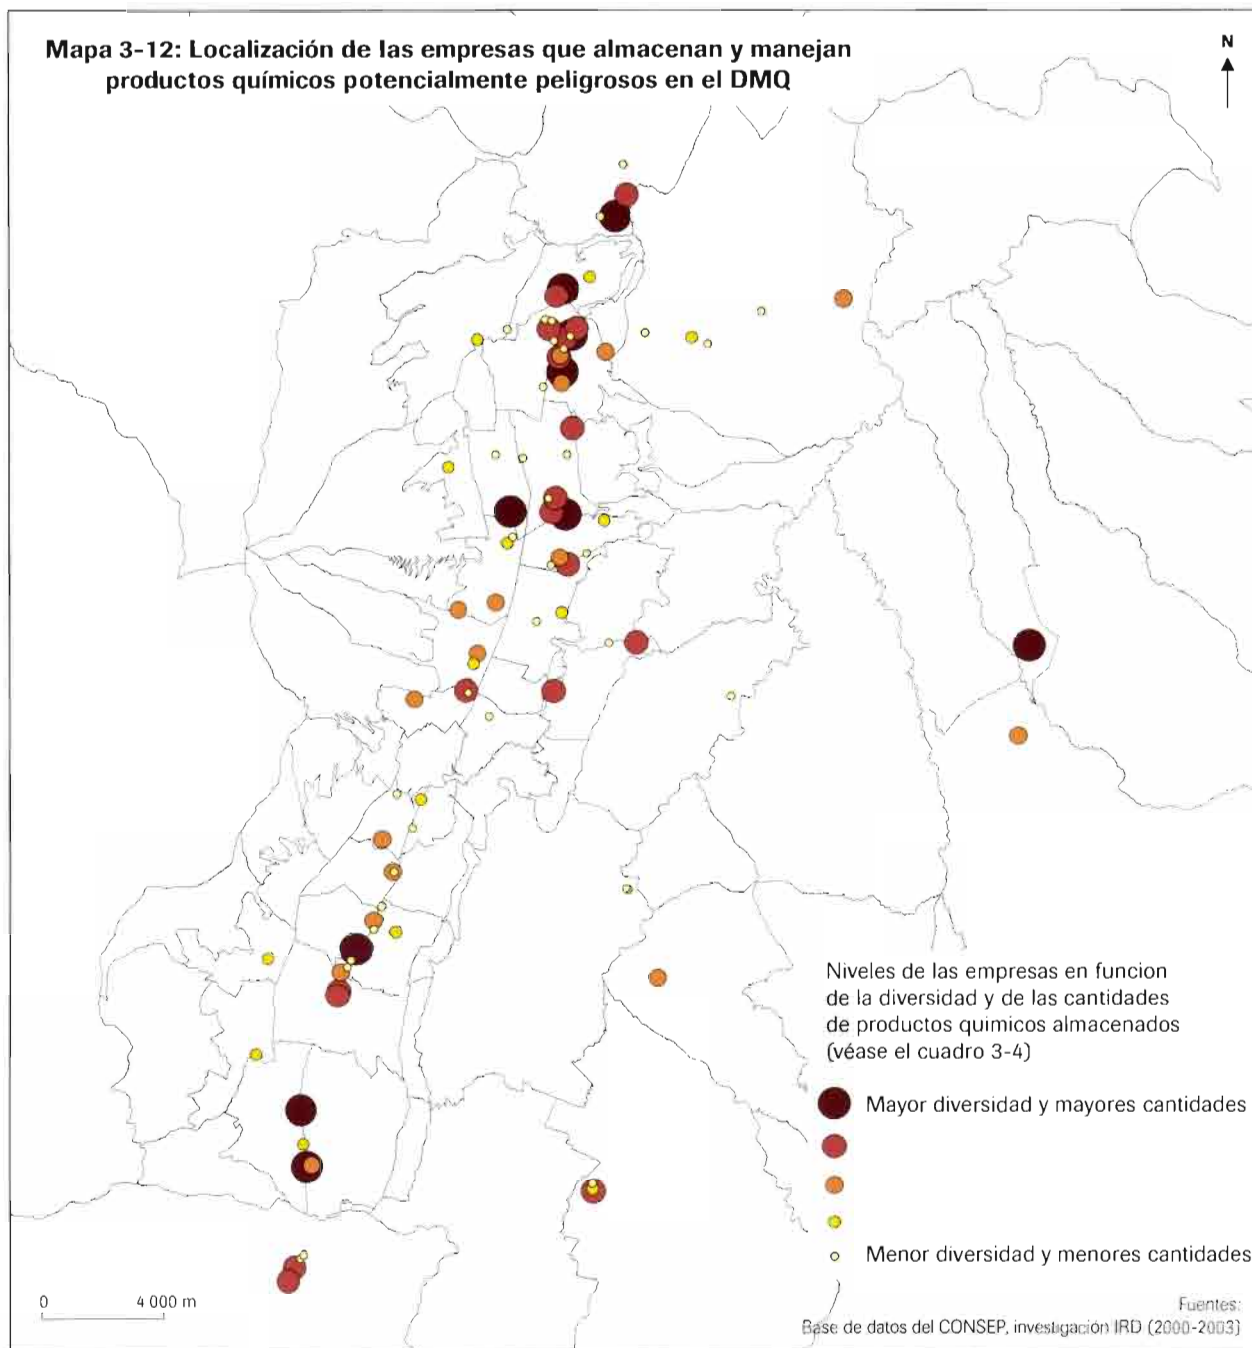 Mapa 3-12: Localización de las empresas que almacenan y manejan
productos químicos potencialmente peligrosos en el DMQ
N
Niveles de las empresas en funcion
de la diversidad y de las cantidades
de productos quimicos almacenados
(véase el cuadro 3-4)
Mayor diversidad y mayores cantidades
Menor diversidad y menores cantidades
0 4 000 m
Fuentes:
Base de datos del CONSEP, investigación IRD (2000-2003)